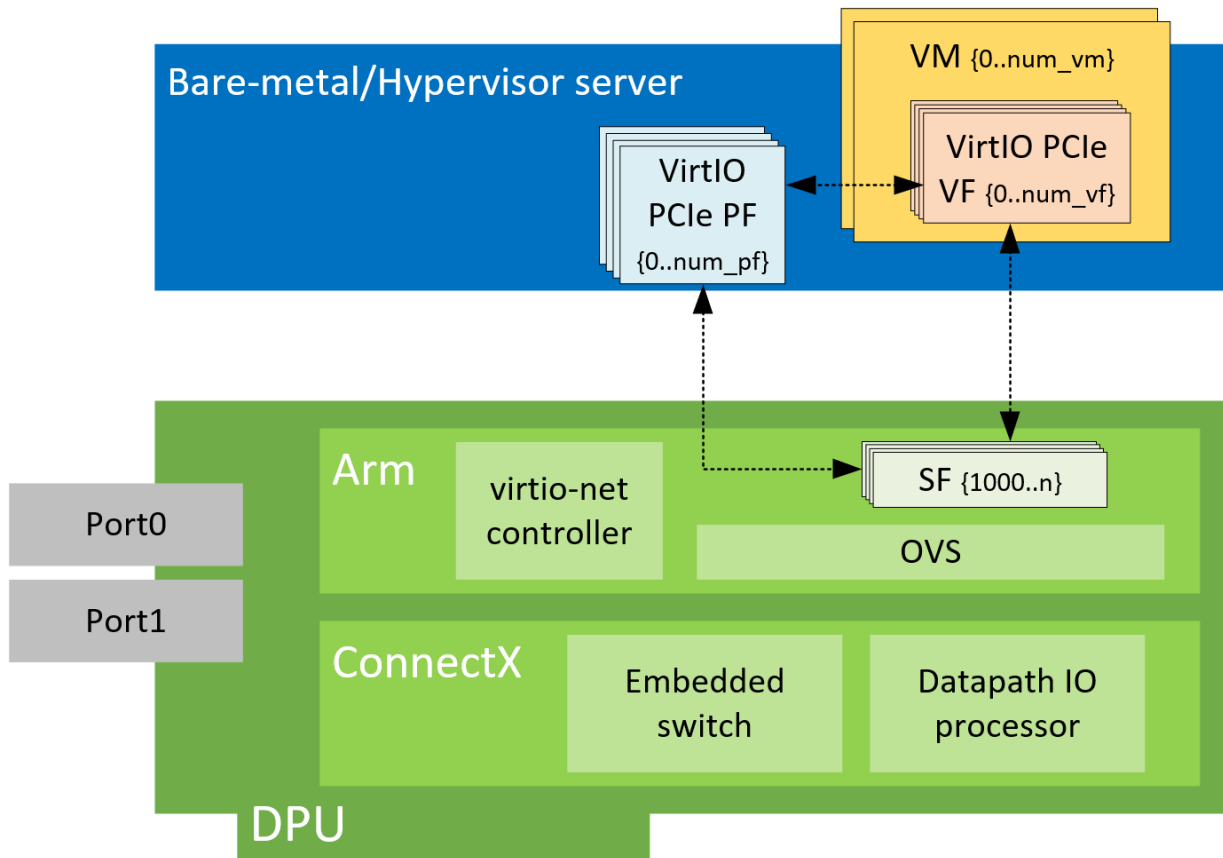 Bare-metal/Hypervisor server
VM {0..num_vm}
VirtIO PCIe
VF {0..num_vf}
VirtIO
PCIe PF
{0..num_pf}
Arm
virtio-net
controller
SF {1000..n}
OVS
Port0
Port1
ConnectX
Embedded
switch
Datapath IO
processor
DPU